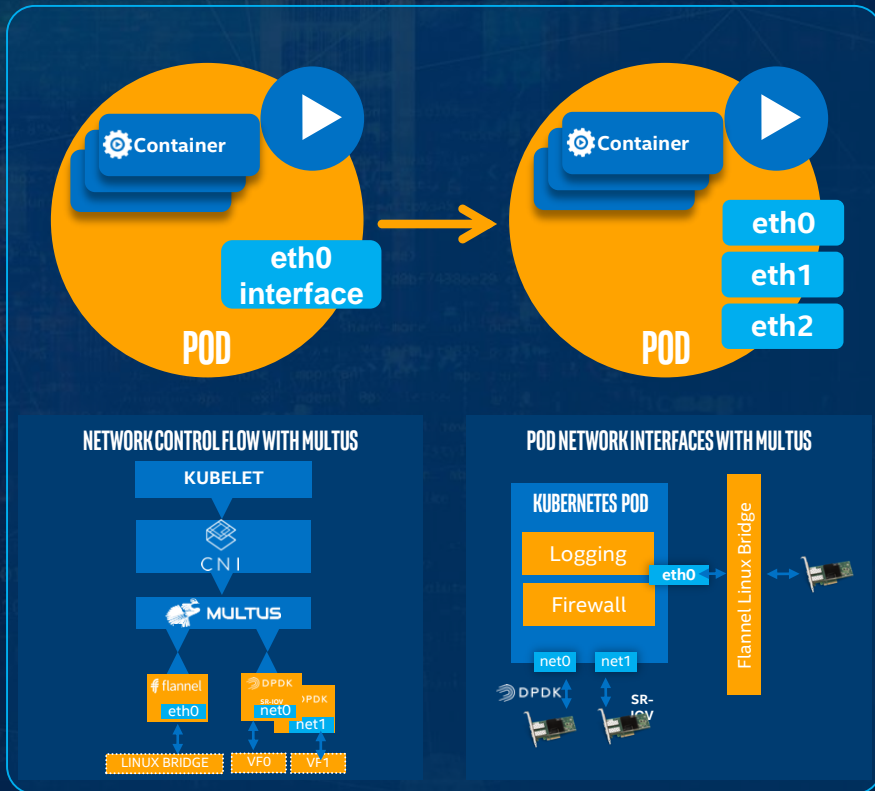 Container
eth0
interface
POD
Container
eth0
eth1
eth2
POD
NETWORK CONTROL FLOW WITH MULTUS
KUBELET
CNI
MULTUS
flannel
eth0
DPDK
SR-IOV
net0
DPDK
net1
LINUX BRIDGE
VF0
VF1
POD NETWORK INTERFACES WITH MULTUS
KUBERNETES POD
Logging
Firewall
eth0
net0
net1
DPDK
SR-
IOV
Flannel Linux Bridge